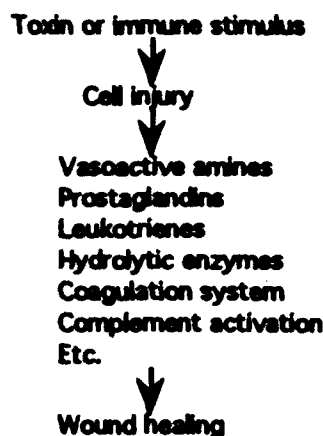 Toxin or immune stimulus
Cell injury
Vasoactive amines
Prostaglandins
Leukotrienes
Hydrolytic enzymes
Coagulation system
Complement activation
Etc.
Wound healing